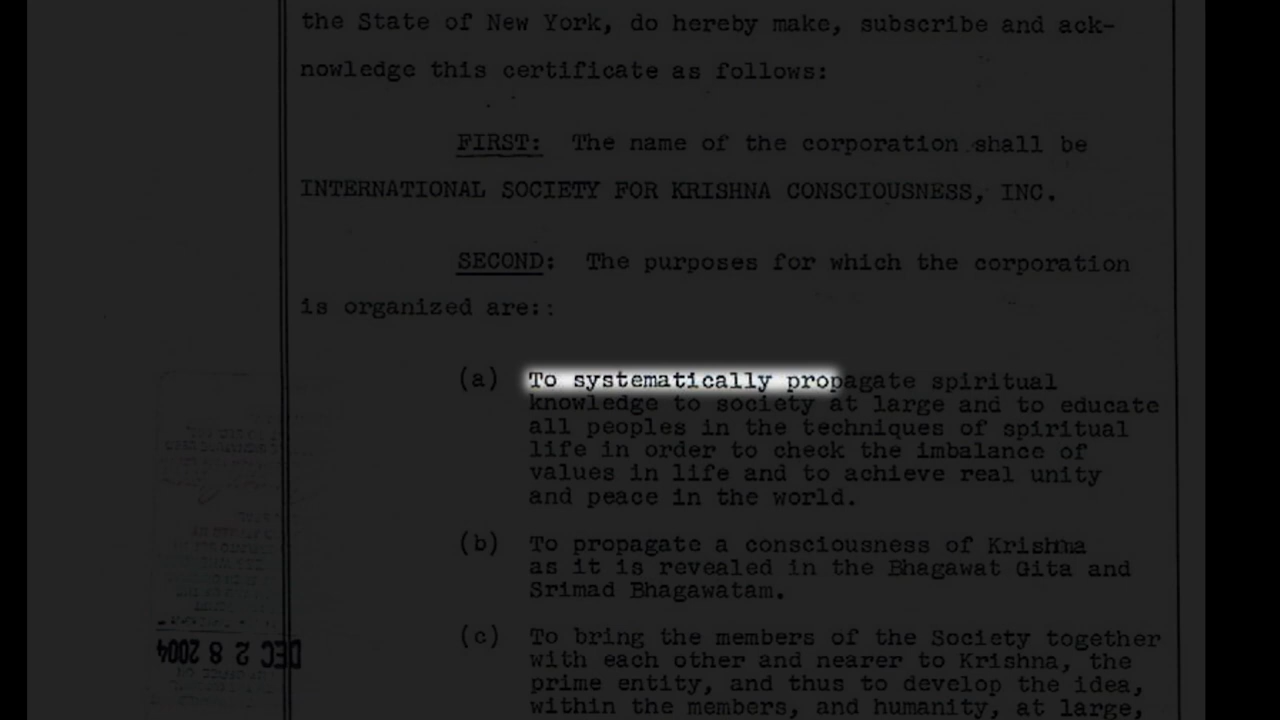 the State of New York, do hereby make, subscribe and ack-
nowledge this certificate as follows:
FIRST: The name of the corporation shall be
INTERNATIONAL SOCIETY FOR KRISHNA CONSCIOUSNESS, INC.
SECOND: The purposes for which the corporation
is organized are::
(a) To systematically propagate spiritual
knowledge to society at large and to educate
all peoples in the techniques of spiritual
life in order to check the imbalance of
values in life and to achieve real unity
and peace in the world.
(b) To propagate a consciousness of Krishna
as it is revealed in the Bhagawat Gita and
Srimad Bhagawatam.
(c) To bring the members of the Society together
with each other and nearer to Krishna, the
prime entity, and thus to develop the idea,
within the members, and humanity, at large,
DEC 28 2004